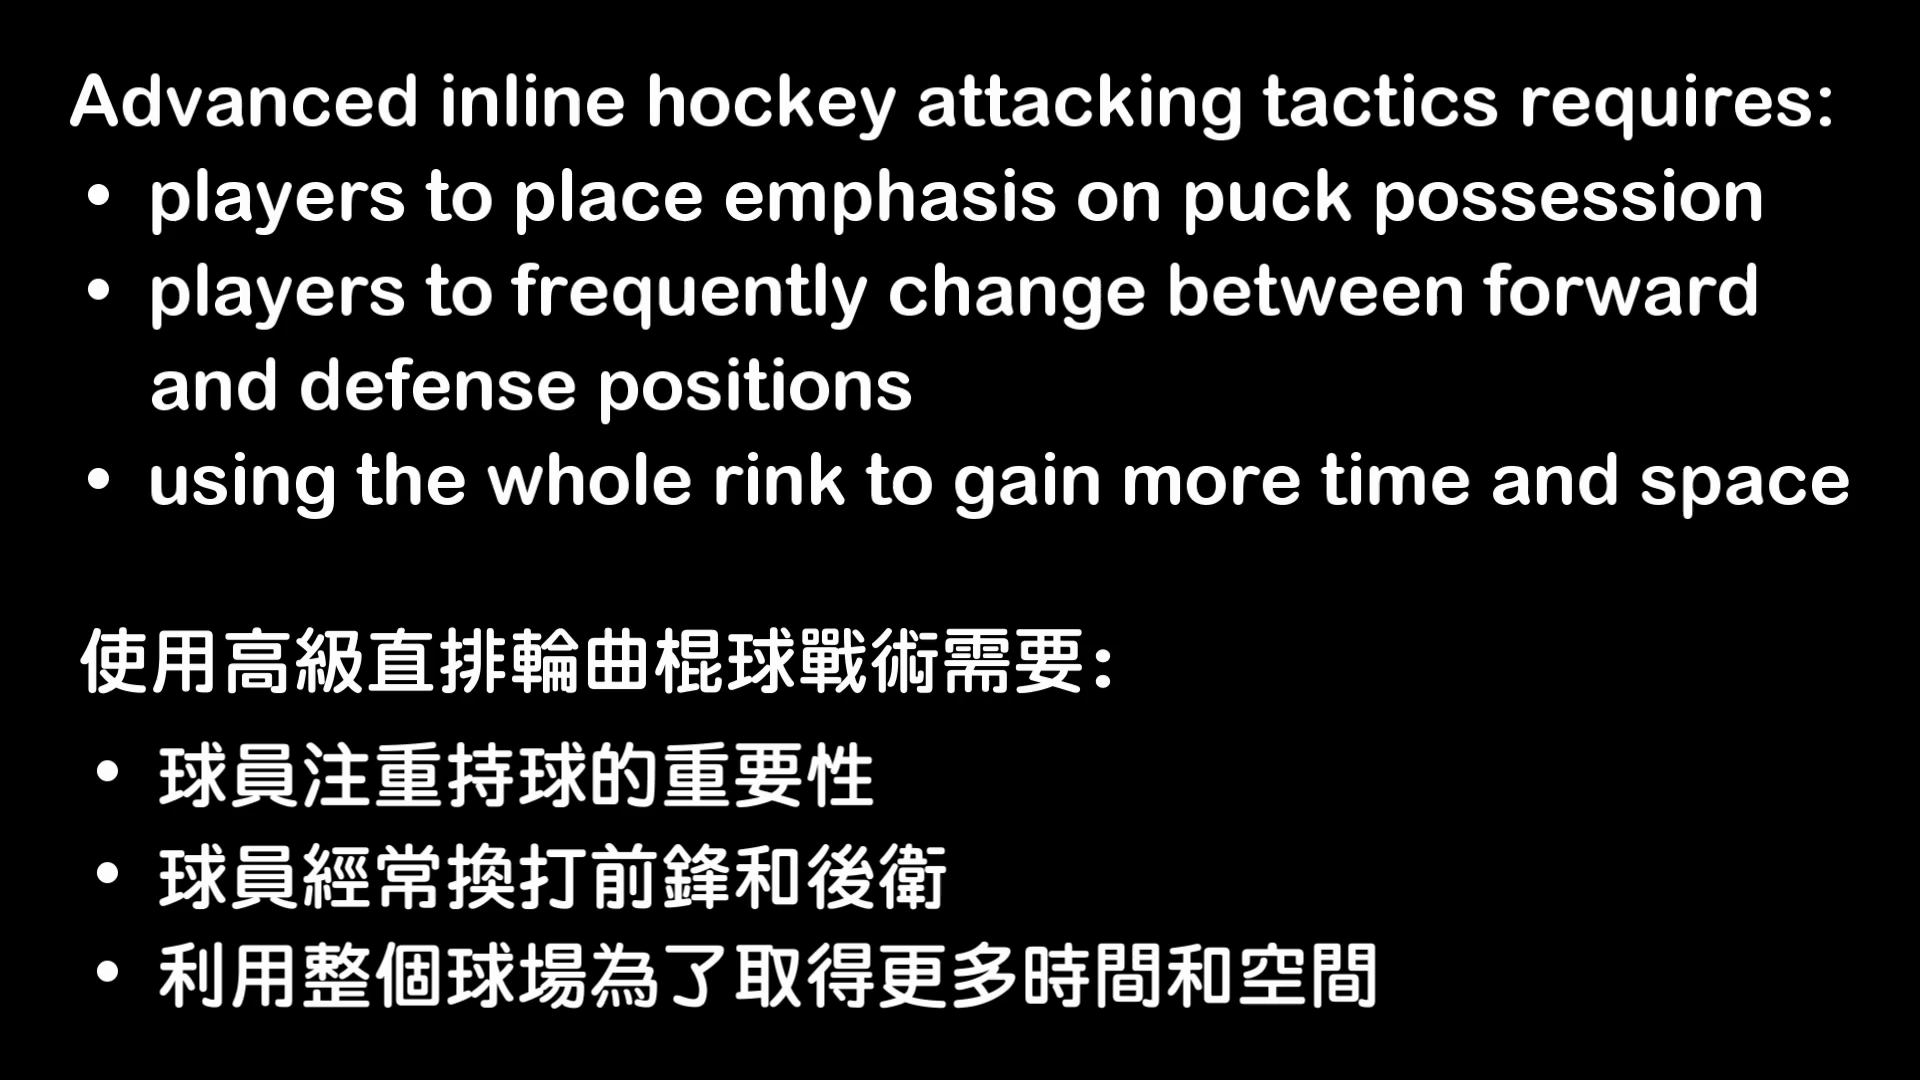 Advanced inline hockey attacking tactics requires:
• players to place emphasis on puck possession
• players to frequently change between forward
and defense positions
• using the whole rink to gain more time and space
使用高級直排輪曲棍球戰術需要:
• 球員注重持球的重要性
• 球員經常換打前鋒和後衛
• 利用整個球場為了取得更多時間和空間